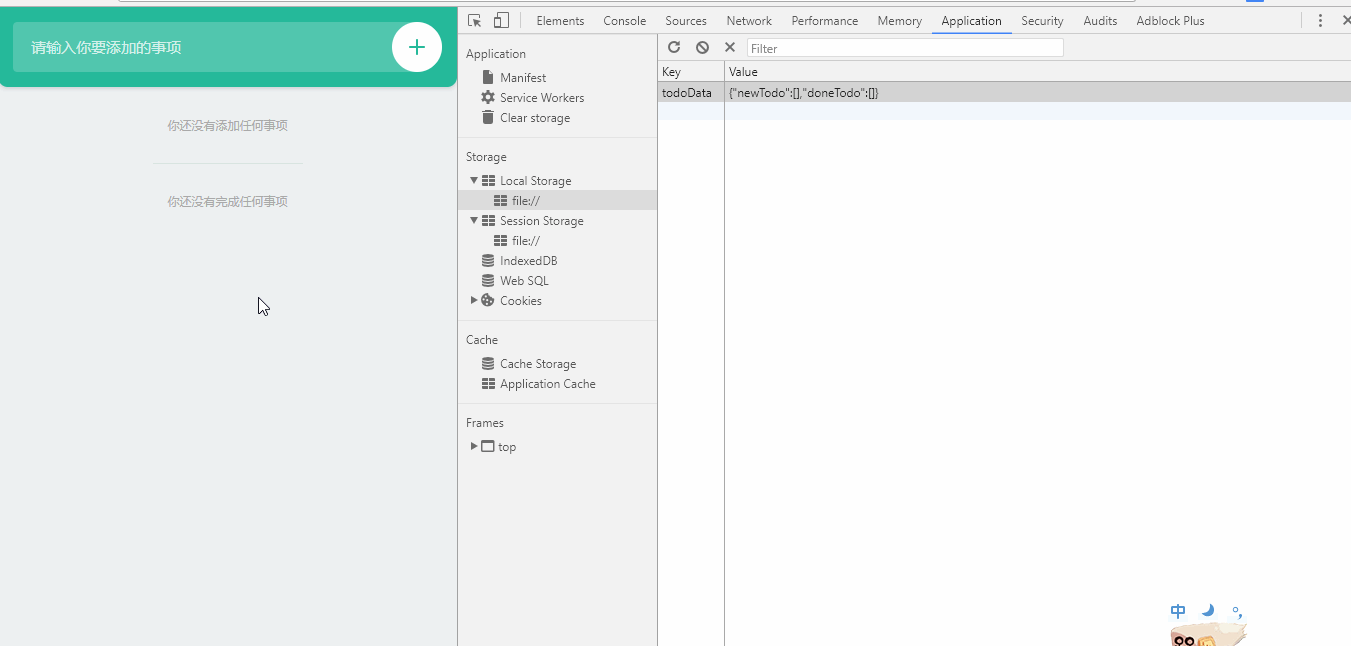 Elements Console Sources Network Performance Memory Application Security Audits Adblock Plus
请输入你要添加的事项
你还没有添加任何事项
你还没有完成任何事项
Application
Manifest
Service Workers
Clear storage
Storage
Local Storage
file://
Session Storage
file://
IndexedDB
Web SQL
Cookies
Cache
Cache Storage
Application Cache
Frames
top
Filter
Key Value
todoData {"newTodo":[],"doneTodo":[]}
中